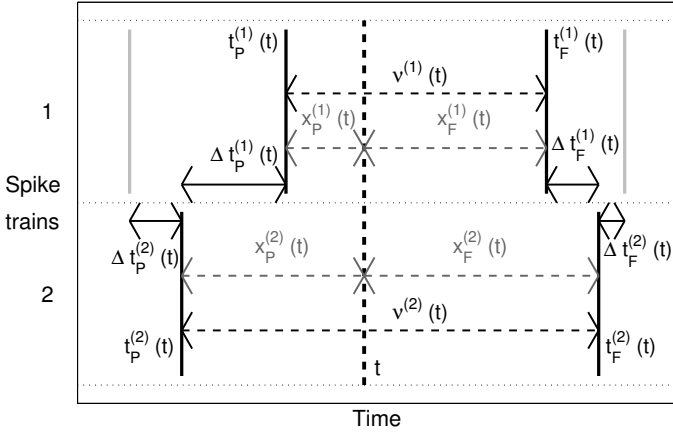 t_P^(1) (t)
t_F^(1) (t)
ν^(1) (t)
1
x_P^(1) (t)
x_F^(1) (t)
Δ t_P^(1) (t)
Δ t_F^(1) (t)
Spike
trains
Δ t_P^(2) (t)
x_P^(2) (t)
x_F^(2) (t)
Δ t_F^(2) (t)
2
ν^(2) (t)
t_P^(2) (t)
t
t_F^(2) (t)
Time